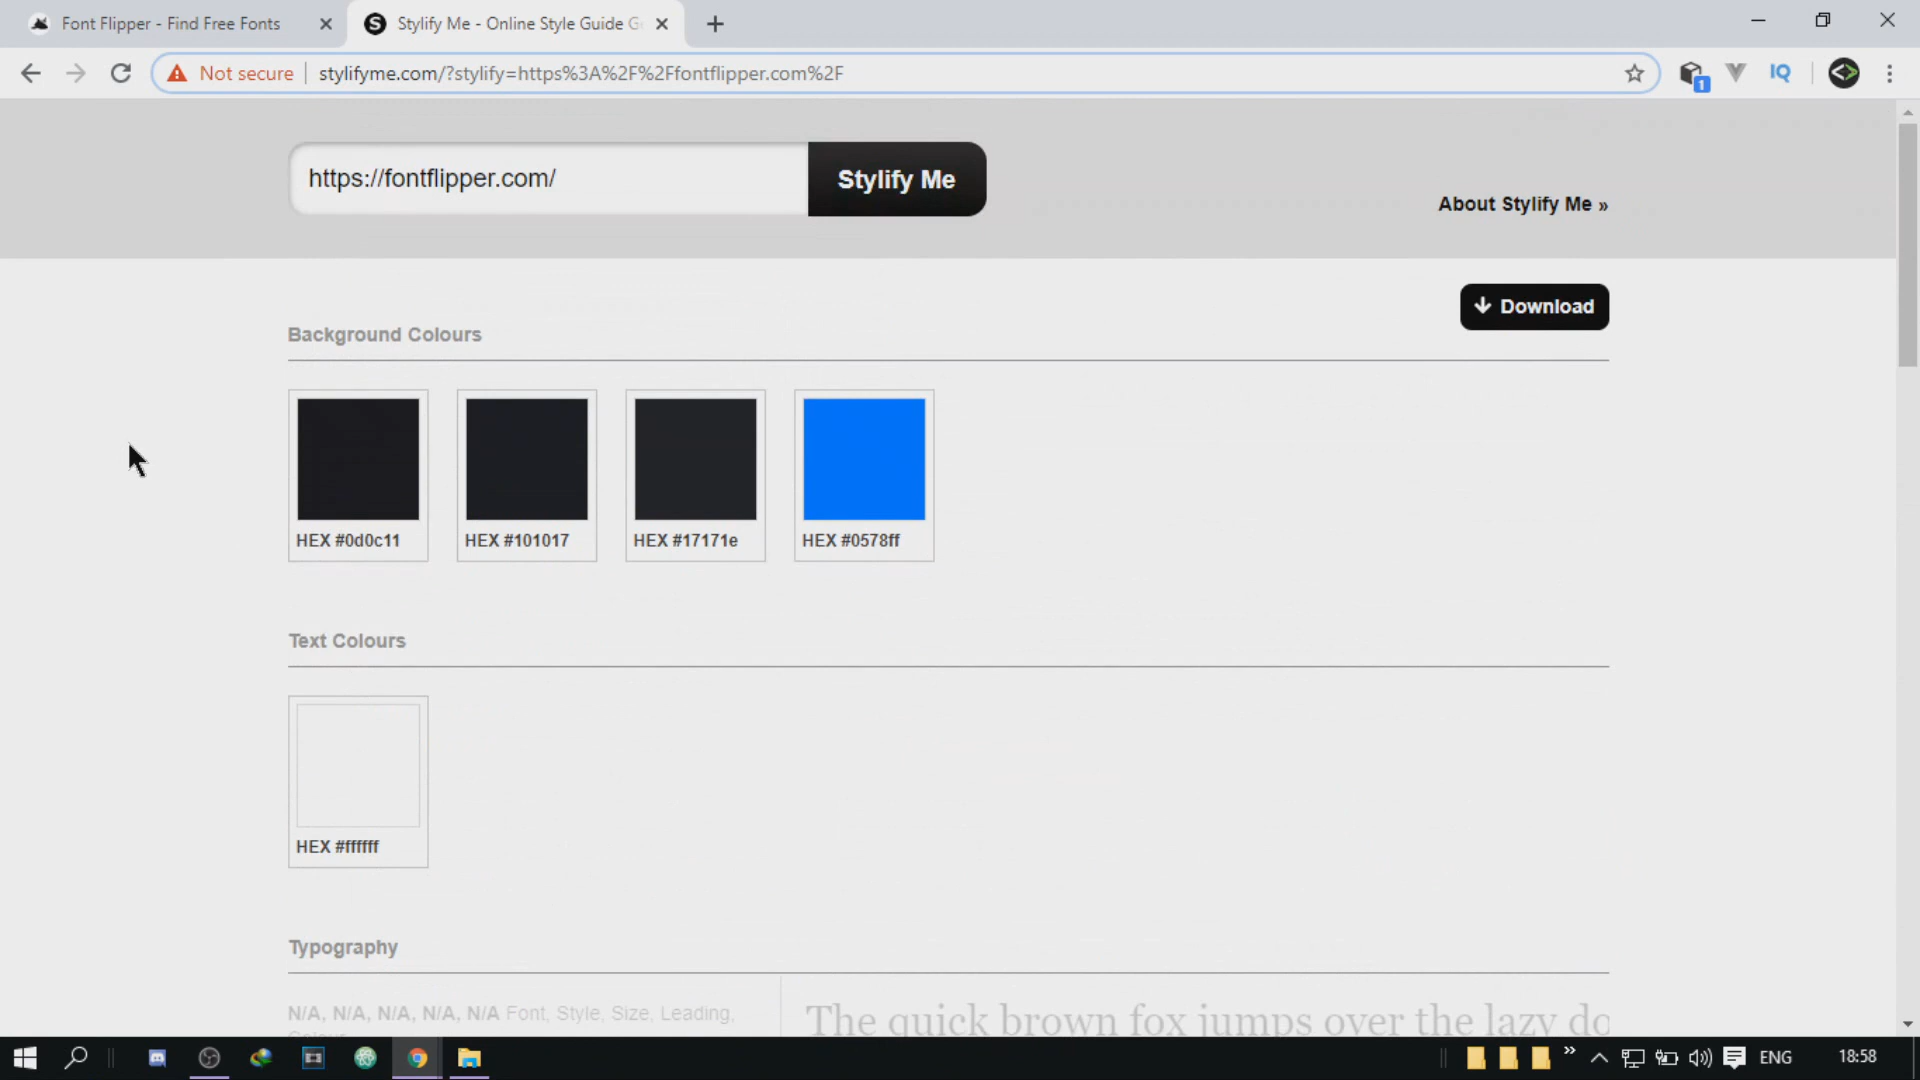 Font Flipper - Find Free Fonts
Stylify Me - Online Style Guide G
Not secure
stylifyme.com/?stylify=https%3A%2F%2Ffontflipper.com%2F
1
IQ
https://fontflipper.com/
Stylify Me
About Stylify Me »
Download
Background Colours
HEX #0d0c11
HEX #101017
HEX #17171e
HEX #0578ff
Text Colours
HEX #ffffff
Typography
N/A, N/A, N/A, N/A, N/A Font, Style, Size, Leading,
The quick brown fox jumps over the lazy do
ENG
18:58